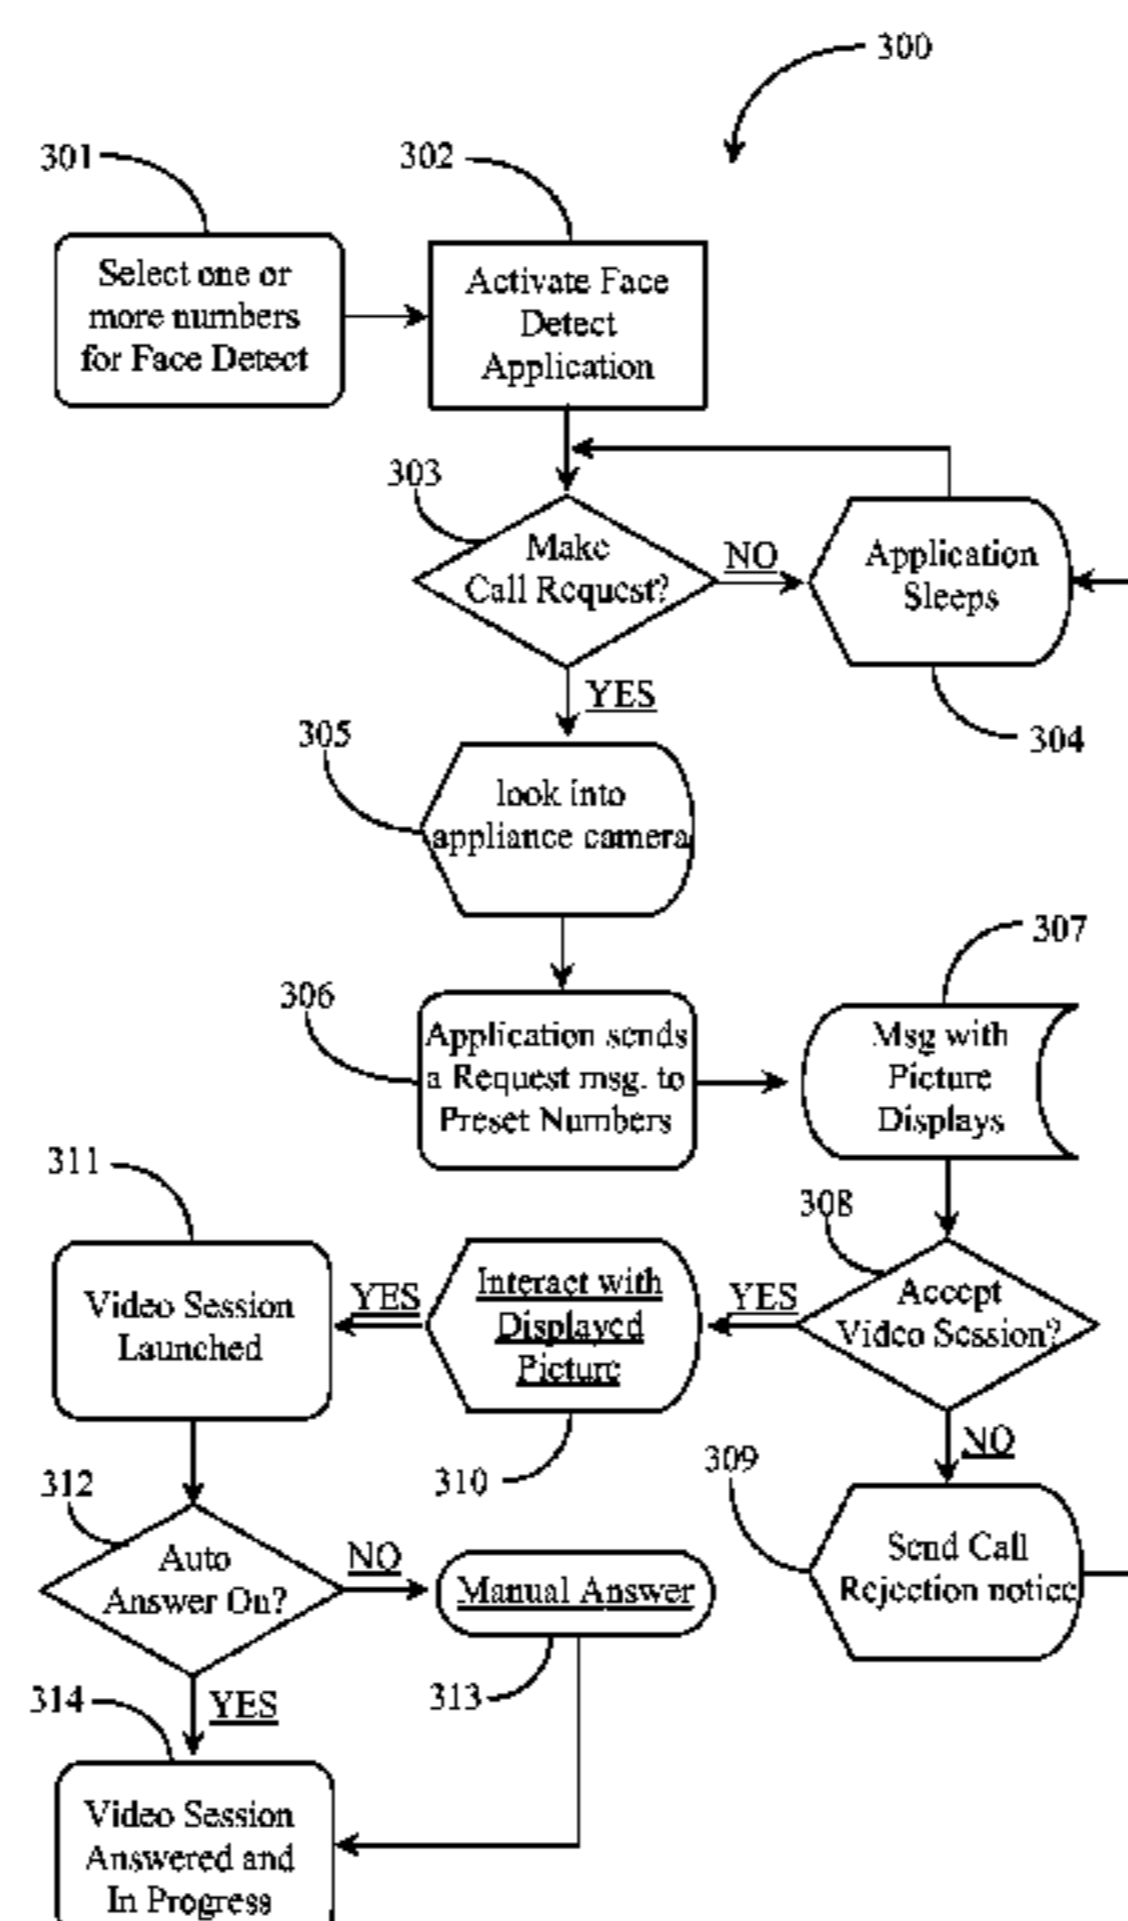 300
301
302
Select one or
more numbers
for Face Detect
Activate Face
Detect
Application
303
Make
Call Request?
NO
Application
Sleeps
304
YES
305
look into
appliance camera
306
Application sends
a Request msg. to
Preset Numbers
307
Msg with
Picture
Displays
308
Accept
Video Session?
YES
Interact with
Displayed
Picture
310
YES
311
Video Session
Launched
NO
309
Send Call
Rejection notice
312
Auto
Answer On?
NO
Manual Answer
313
YES
314
Video Session
Answered and
In Progress